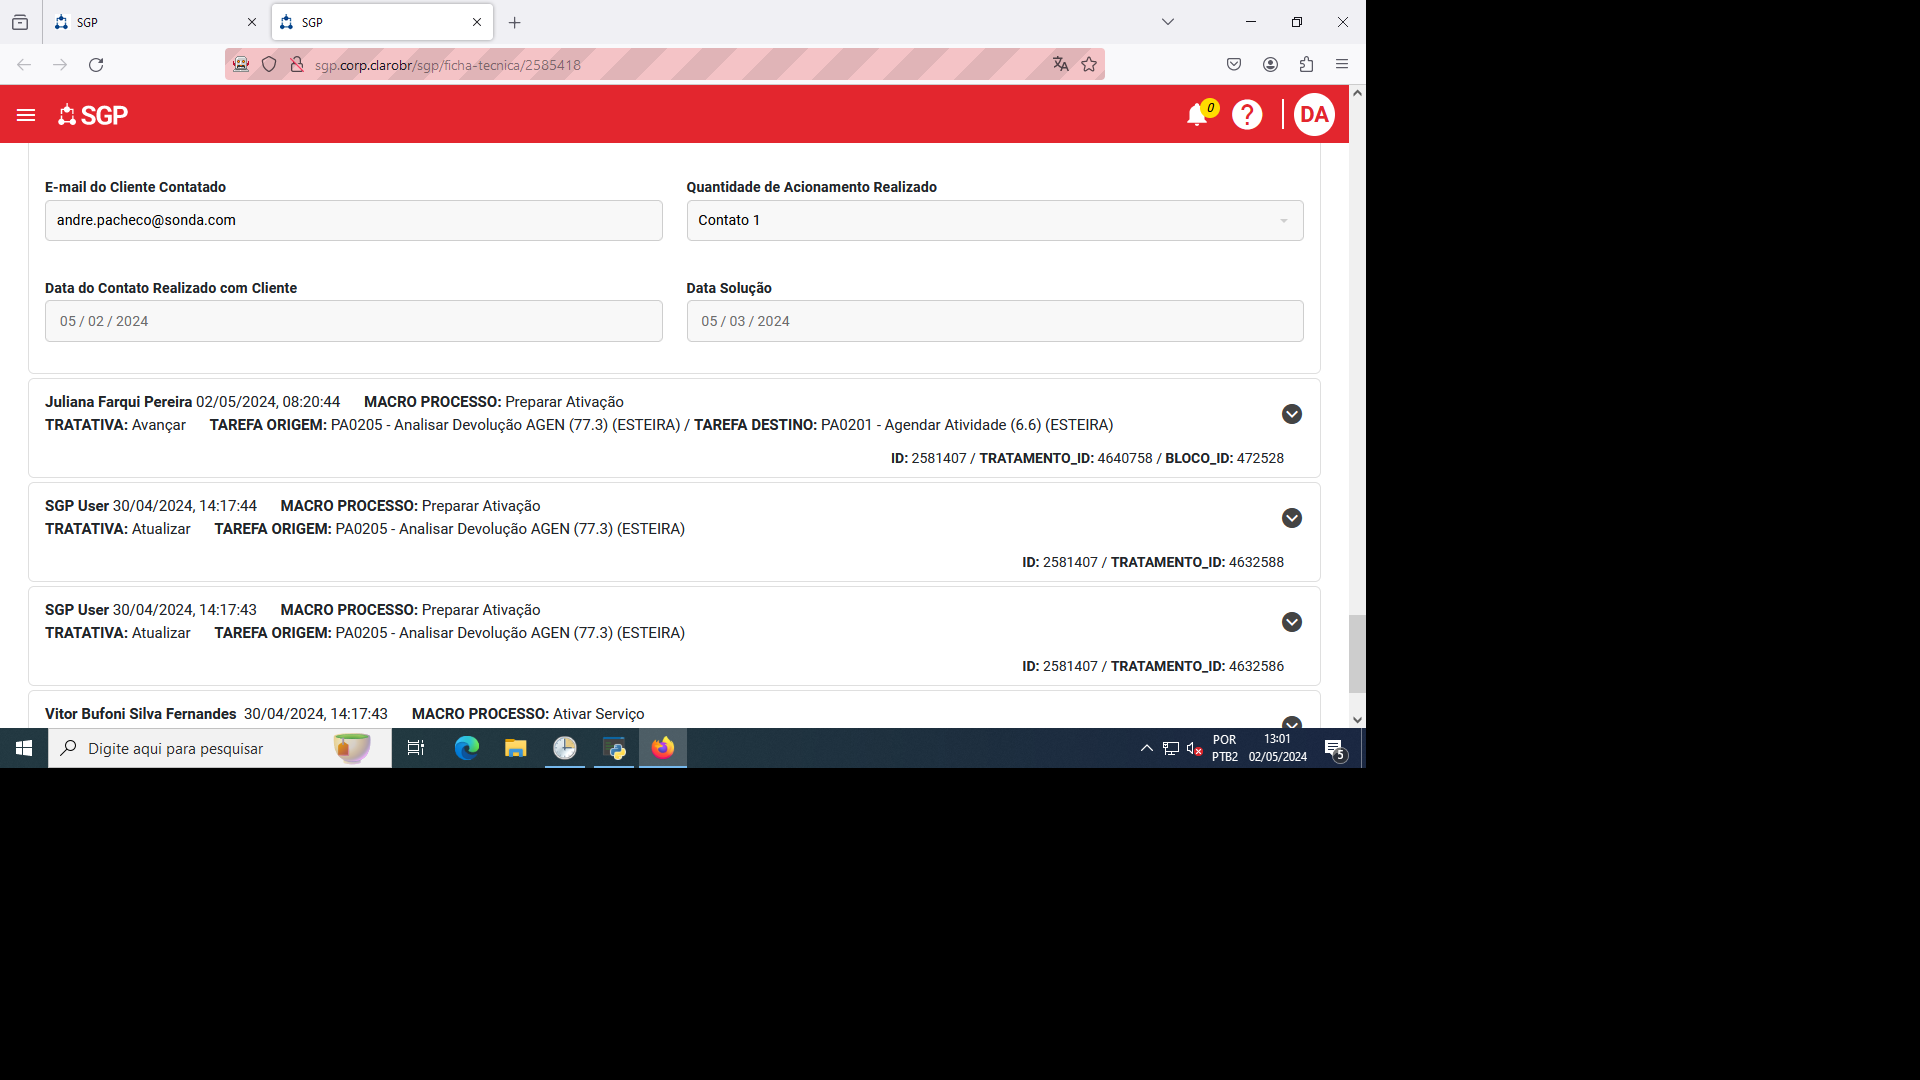 SGP
SGP
sgp.corp.clarobr/sgp/ficha-tecnica/2585418
SGP
0
?
DA
E-mail do Cliente Contatado
Quantidade de Acionamento Realizado
andre.pacheco@sonda.com
Contato 1
Data do Contato Realizado com Cliente
Data Solução
05 / 02 / 2024
05 / 03 / 2024
Juliana Farqui Pereira 02/05/2024, 08:20:44 MACRO PROCESSO: Preparar Ativação
TRATATIVA: Avançar TAREFA ORIGEM: PA0205 - Analisar Devolução AGEN (77.3) (ESTEIRA) / TAREFA DESTINO: PA0201 - Agendar Atividade (6.6) (ESTEIRA)
ID: 2581407 / TRATAMENTO_ID: 4640758 / BLOCO_ID: 472528
SGP User 30/04/2024, 14:17:44 MACRO PROCESSO: Preparar Ativação
TRATATIVA: Atualizar TAREFA ORIGEM: PA0205 - Analisar Devolução AGEN (77.3) (ESTEIRA)
ID: 2581407 / TRATAMENTO_ID: 4632588
SGP User 30/04/2024, 14:17:43 MACRO PROCESSO: Preparar Ativação
TRATATIVA: Atualizar TAREFA ORIGEM: PA0205 - Analisar Devolução AGEN (77.3) (ESTEIRA)
ID: 2581407 / TRATAMENTO_ID: 4632586
Vitor Bufoni Silva Fernandes 30/04/2024, 14:17:43 MACRO PROCESSO: Ativar Serviço
Digite aqui para pesquisar
POR
PTB2
13:01
02/05/2024
5